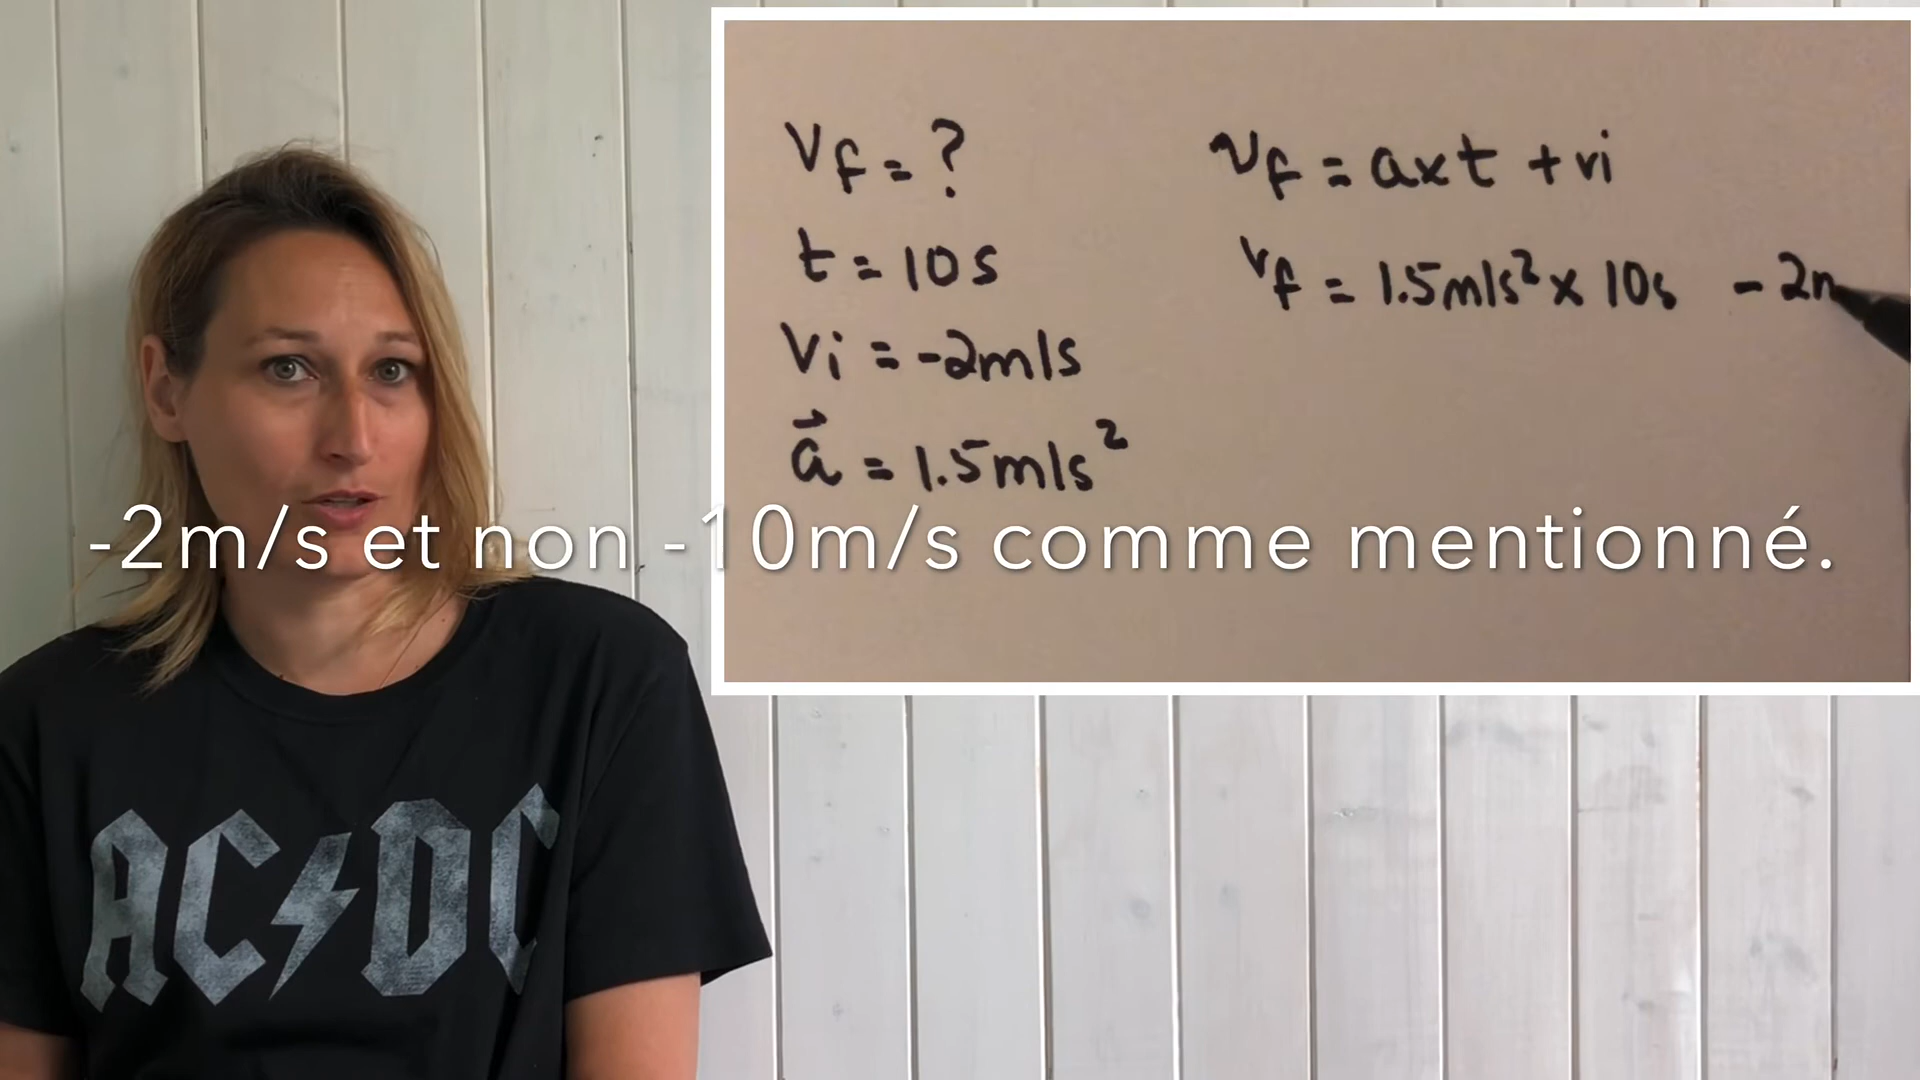 Vf = ?
t = 10s
Vi = -2m/s
a = 1.5m/s²
Vf = axt + vi
Vf = 1.5m/s² x 10s - 2m
-2m/s et non -10m/s comme mentionné.
AC⚡DC